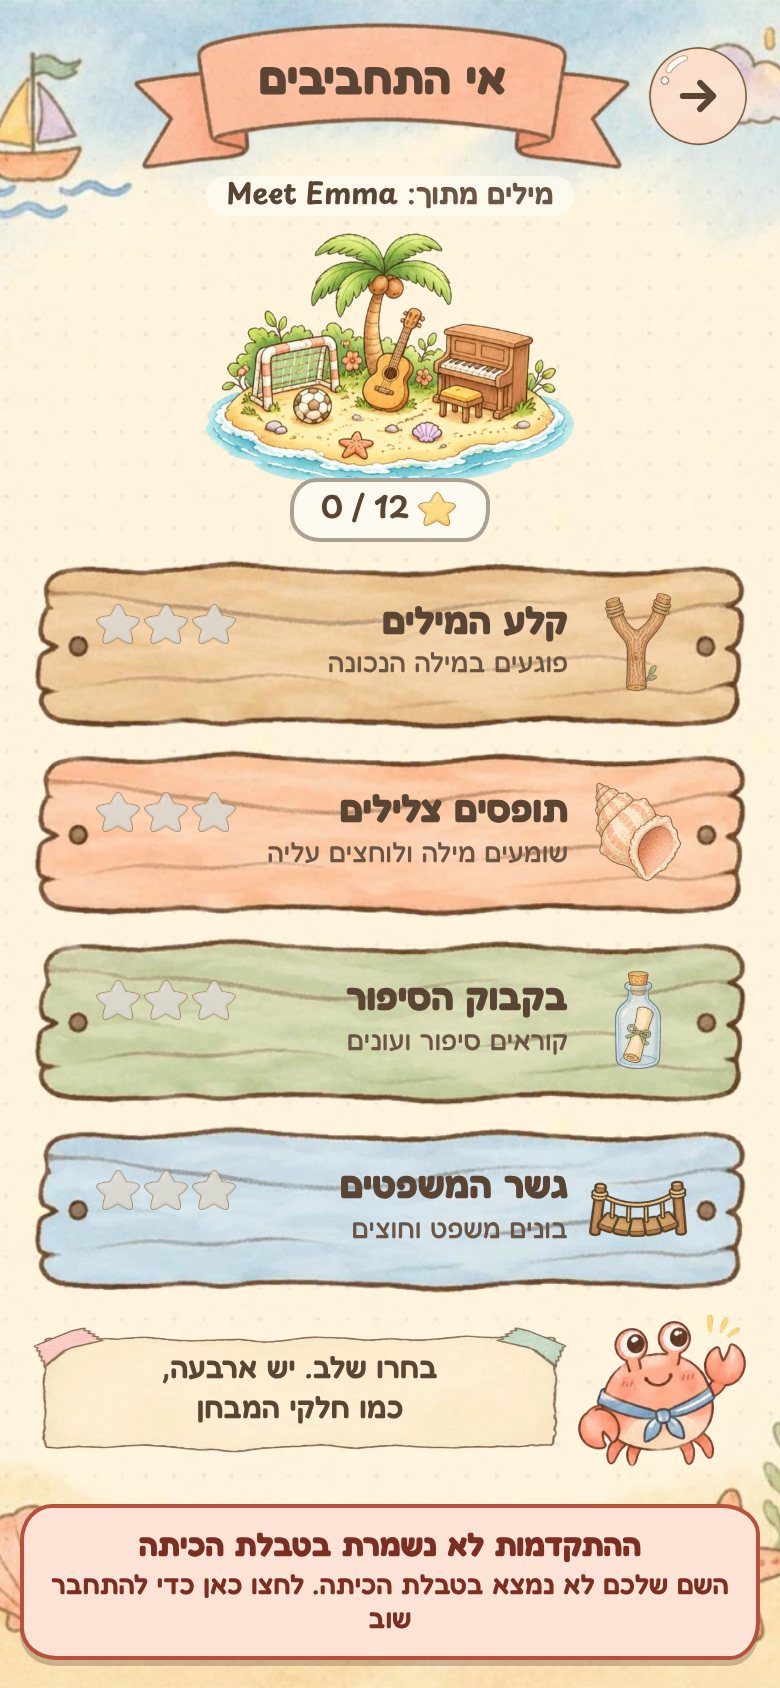 אי התחביבים
מילים מתוך: Meet Emma
0 / 12
קלע המילים
פוגעים במילה הנכונה
תופסים צלילים
שומעים מילה ולוחצים עליה
בקבוק הסיפור
קוראים סיפור ועונים
גשר המשפטים
בונים משפט וחוצים
בחרו שלב. יש ארבעה,
כמו חלקי המבחן
ההתקדמות לא נשמרת בטבלת הכיתה
השם שלכם לא נמצא בטבלת הכיתה. לחצו כאן כדי להתחבר
שוב